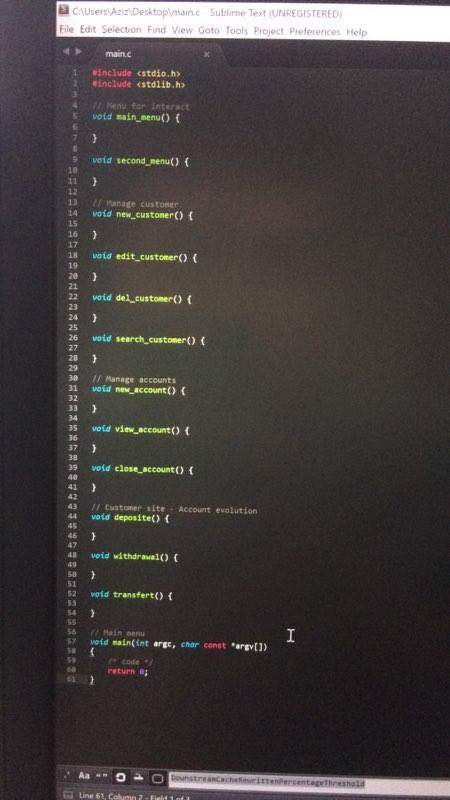 C:\Users\Aziz\Desktop\main.c - Sublime Text (UNREGISTERED)
File Edit Selection Find View Goto Tools Project Preferences Help
main.c ×
1 #include <stdio.h>
2 #include <stdlib.h>
3
4 // Menu for interact
5 void main_menu() {
6
7 }
8
9 void second_menu() {
10
11 }
12
13 // Manage customer
14 void new_customer() {
15
16 }
17
18 void edit_customer() {
19
20 }
21
22 void del_customer() {
23
24 }
25
26 void search_customer() {
27
28 }
29
30 // Manage accounts
31 void new_account() {
32
33 }
34
35 void view_account() {
36
37 }
38
39 void close_account() {
40
41 }
42
43 // Customer site - Account evolution
44 void deposite() {
45
46 }
47
48 void withdrawal() {
49
50 }
51
52 void transfert() {
53
54 }
55
56 // Main menu
57 void main(int argc, char const *argv[])
58 {
59 /* code */
60 return 0;
61 }
.* Aa “” DownstreamCacheRewrittenPercentageThreshold
Line 61, Column 2 - Field 1 of 3